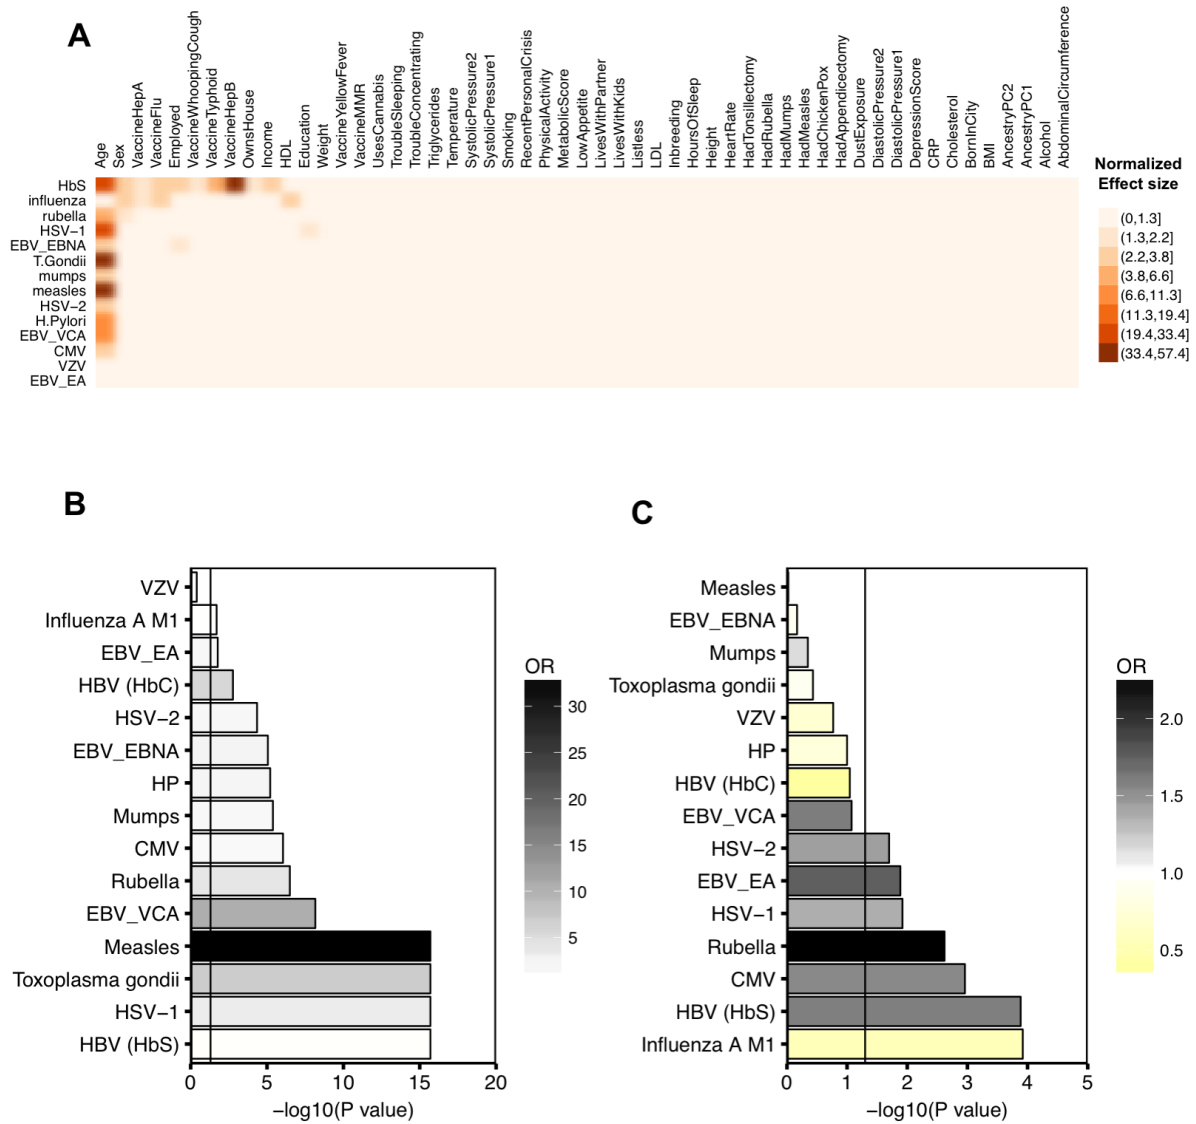 A
Age
Sex
VaccineHepA
VaccineFlu
Employed
VaccineWhoopingCough
VaccineTyphoid
VaccineHepB
OwnsHouse
Income
HDL
Education
Weight
VaccineYellowFever
VaccineMMR
UsesCannabis
TroubleSleeping
TroubleConcentrating
Triglycerides
Temperature
SystolicPressure2
SystolicPressure1
Smoking
RecentPersonalCrisis
PhysicalActivity
MetabolicScore
LowAppetite
LivesWithPartner
LivesWithKids
Listless
LDL
Inbreeding
HoursOfSleep
Height
HeartRate
HadTonsillectomy
HadRubella
HadMumps
HadMeasles
HadChickenPox
HadAppendicectomy
DustExposure
DiastolicPressure2
DiastolicPressure1
DepressionScore
CRP
Cholesterol
BornInCity
BMI
AncestryPC2
AncestryPC1
Alcohol
AbdominalCircumference
HbS
influenza
rubella
HSV−1
EBV_EBNA
T.Gondii
mumps
measles
HSV−2
H.Pylori
EBV_VCA
CMV
VZV
EBV_EA
Normalized
Effect size
(0,1.3]
(1.3,2.2]
(2.2,3.8]
(3.8,6.6]
(6.6,11.3]
(11.3,19.4]
(19.4,33.4]
(33.4,57.4]
B
VZV
Influenza A M1
EBV_EA
HBV (HbC)
HSV−2
EBV_EBNA
HP
Mumps
CMV
Rubella
EBV_VCA
Measles
Toxoplasma gondii
HSV−1
HBV (HbS)
0 5 10 15 20
−log10(P value)
OR
30
25
20
15
10
5
C
Measles
EBV_EBNA
Mumps
Toxoplasma gondii
VZV
HP
HBV (HbC)
EBV_VCA
HSV−2
EBV_EA
HSV−1
Rubella
CMV
HBV (HbS)
Influenza A M1
0 1 2 3 4 5
−log10(P value)
OR
2.0
1.5
1.0
0.5